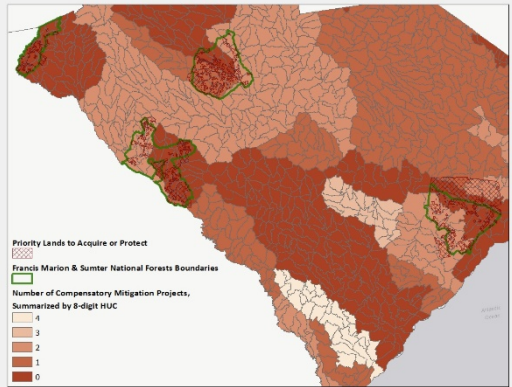 Priority Lands to Acquire or Protect
Francis Marion & Sumter National Forests Boundaries
Number of Compensatory Mitigation Projects,
Summarized by 8-digit HUC
4
3
2
1
0